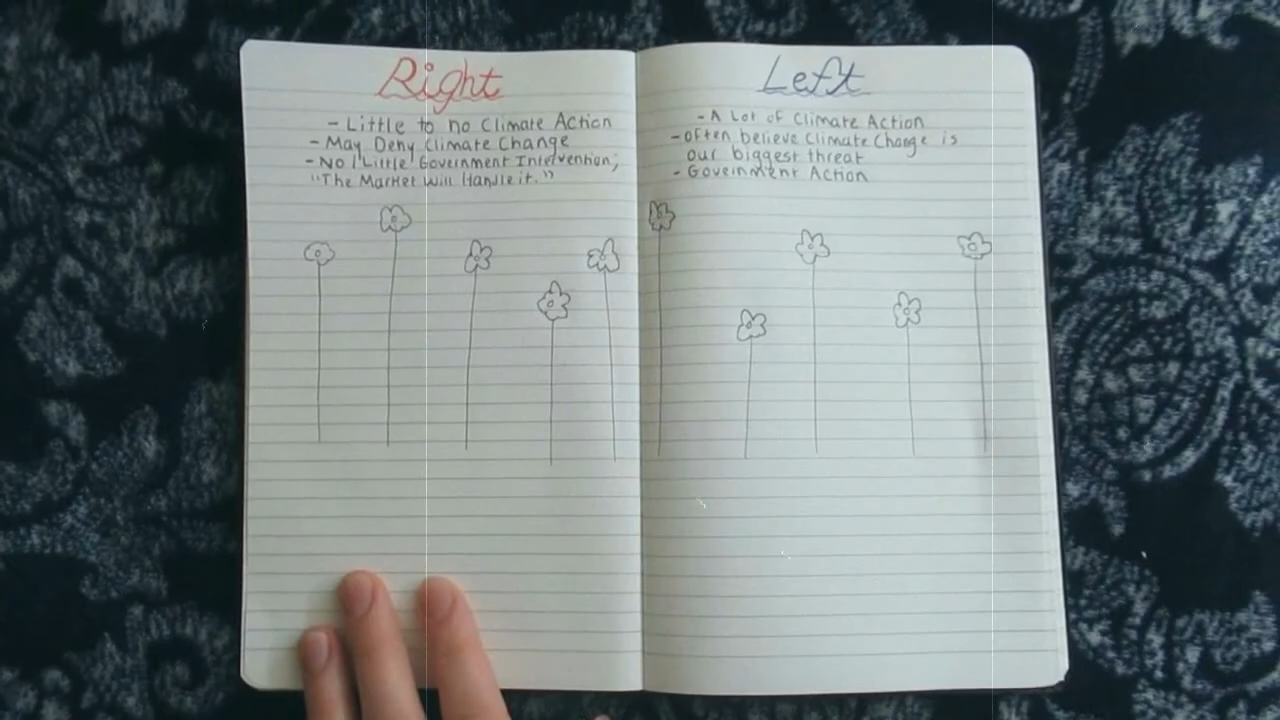 Right
- Little to no Climate Action
- May Deny Climate Change
- No/Little Government Intervention;
"The Market Will Handle it."
Left
- A Lot of Climate Action
- Often believe Climate Change is
our biggest threat
- Government Action